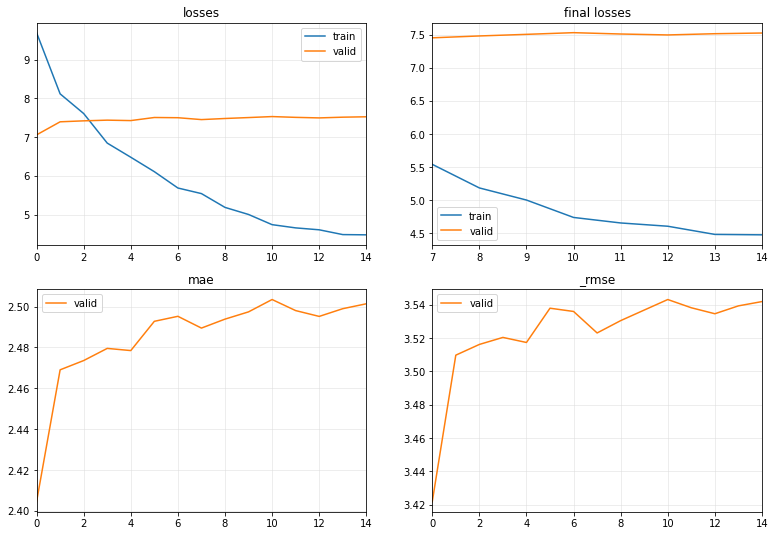 losses
train
valid
9
8
7
6
5
0 2 4 6 8 10 12 14
final losses
7.5
7.0
6.5
6.0
5.5
5.0
4.5
train
valid
7 8 9 10 11 12 13 14
mae
valid
2.50
2.48
2.46
2.44
2.42
2.40
0 2 4 6 8 10 12 14
_rmse
valid
3.54
3.52
3.50
3.48
3.46
3.44
3.42
0 2 4 6 8 10 12 14